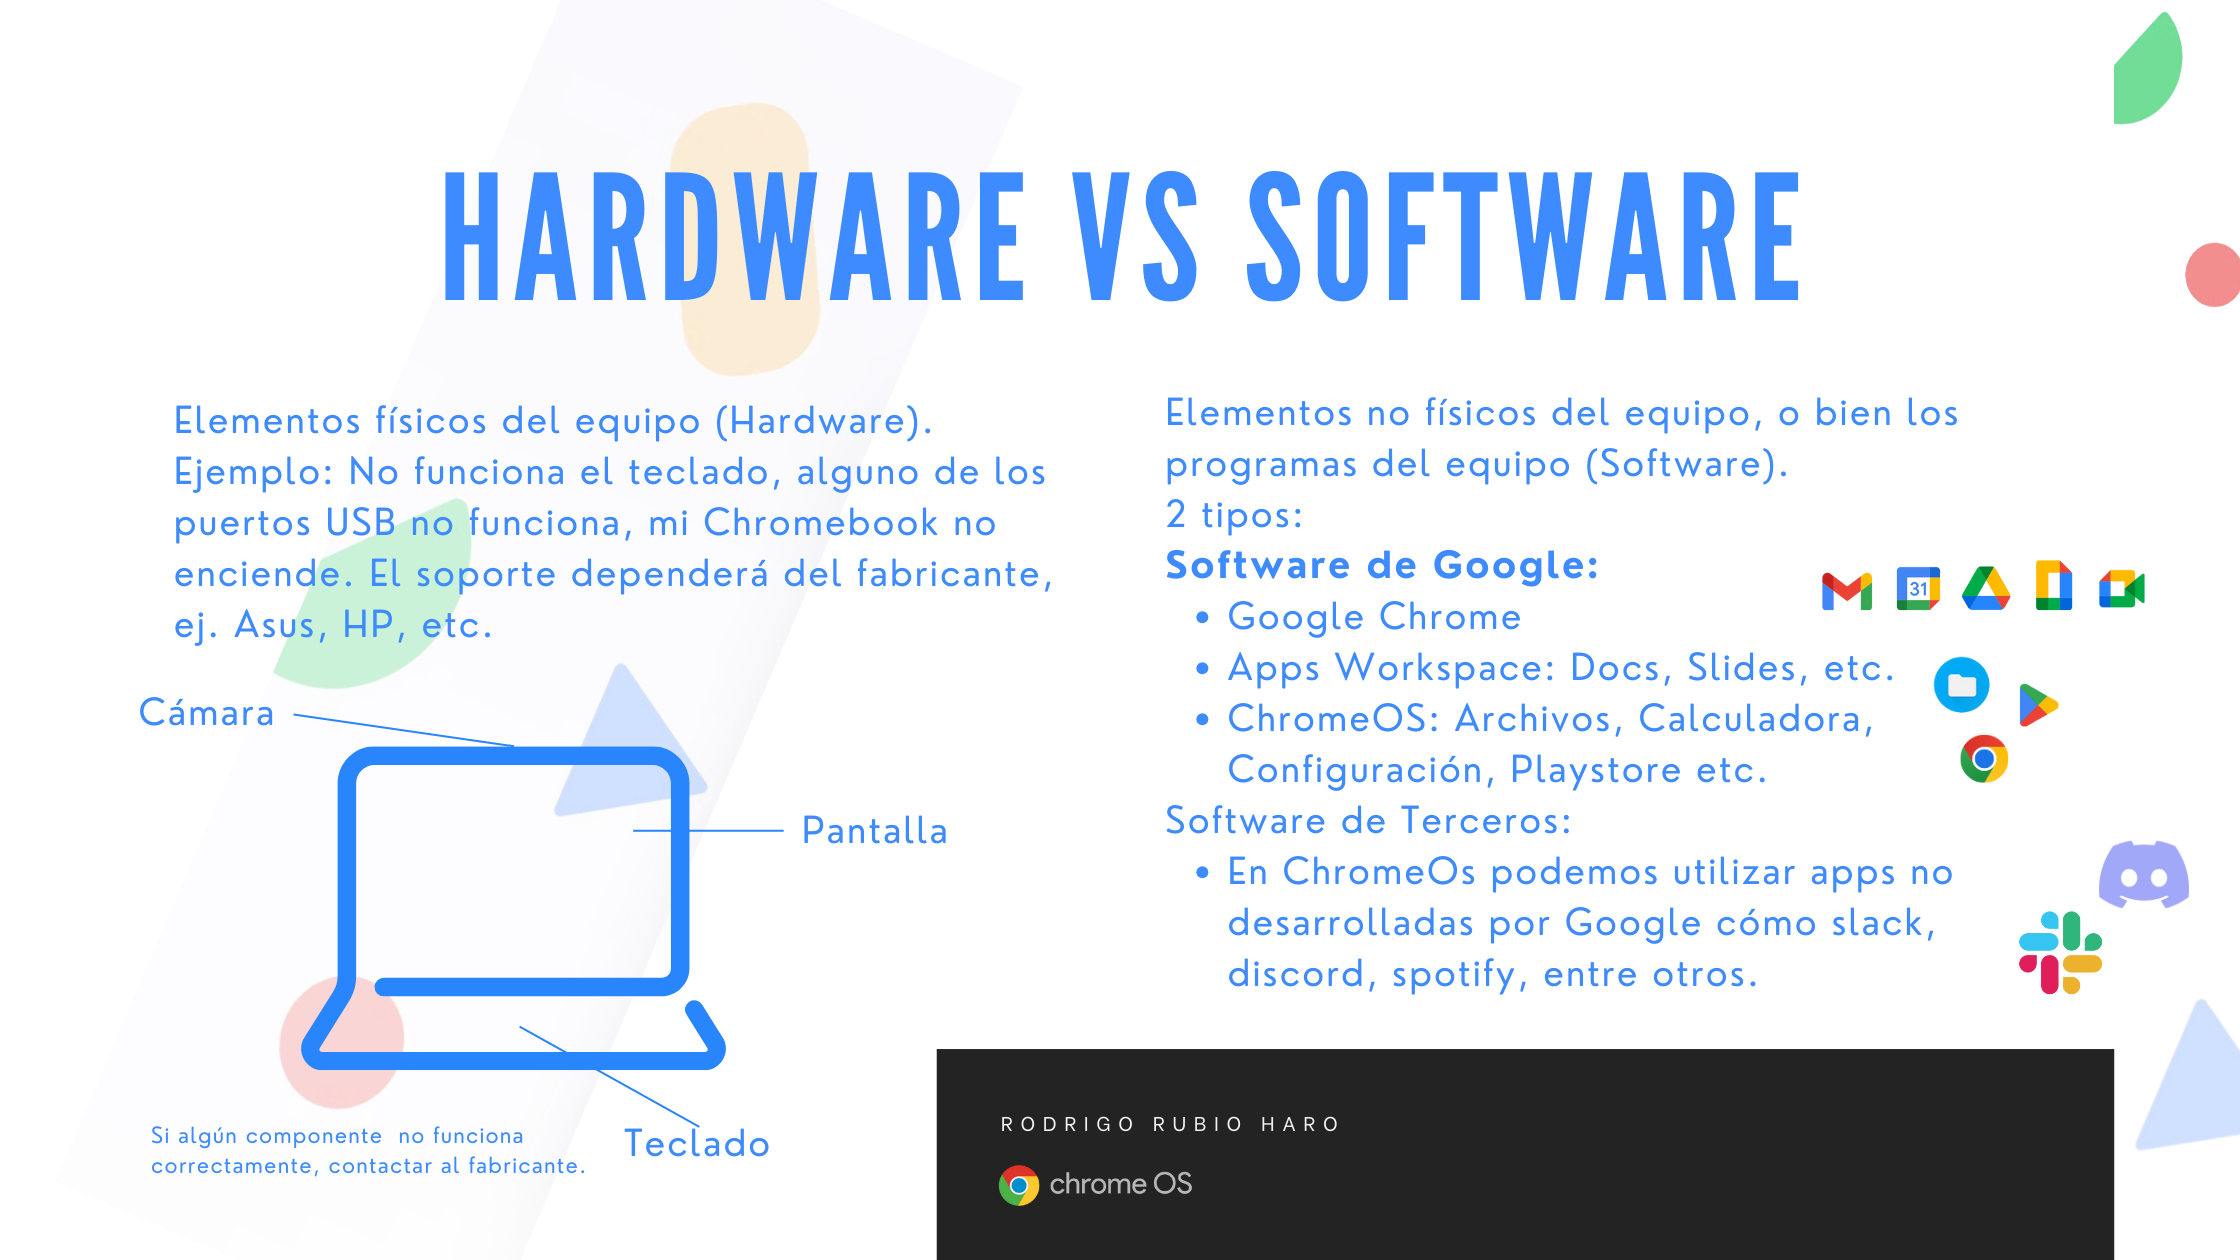 HARDWARE VS SOFTWARE
Elementos físicos del equipo (Hardware).
Ejemplo: No funciona el teclado, alguno de los
puertos USB no funciona, mi Chromebook no
enciende. El soporte dependerá del fabricante,
ej. Asus, HP, etc.
Cámara
Pantalla
Teclado
Si algún componente  no funciona
correctamente, contactar al fabricante.
Elementos no físicos del equipo, o bien los
programas del equipo (Software).
2 tipos:
Software de Google:
• Google Chrome
• Apps Workspace: Docs, Slides, etc.
• ChromeOS: Archivos, Calculadora,
Configuración, Playstore etc.
Software de Terceros:
• En ChromeOs podemos utilizar apps no
desarrolladas por Google cómo slack,
discord, spotify, entre otros.
31
RODRIGO RUBIO HARO
chrome OS